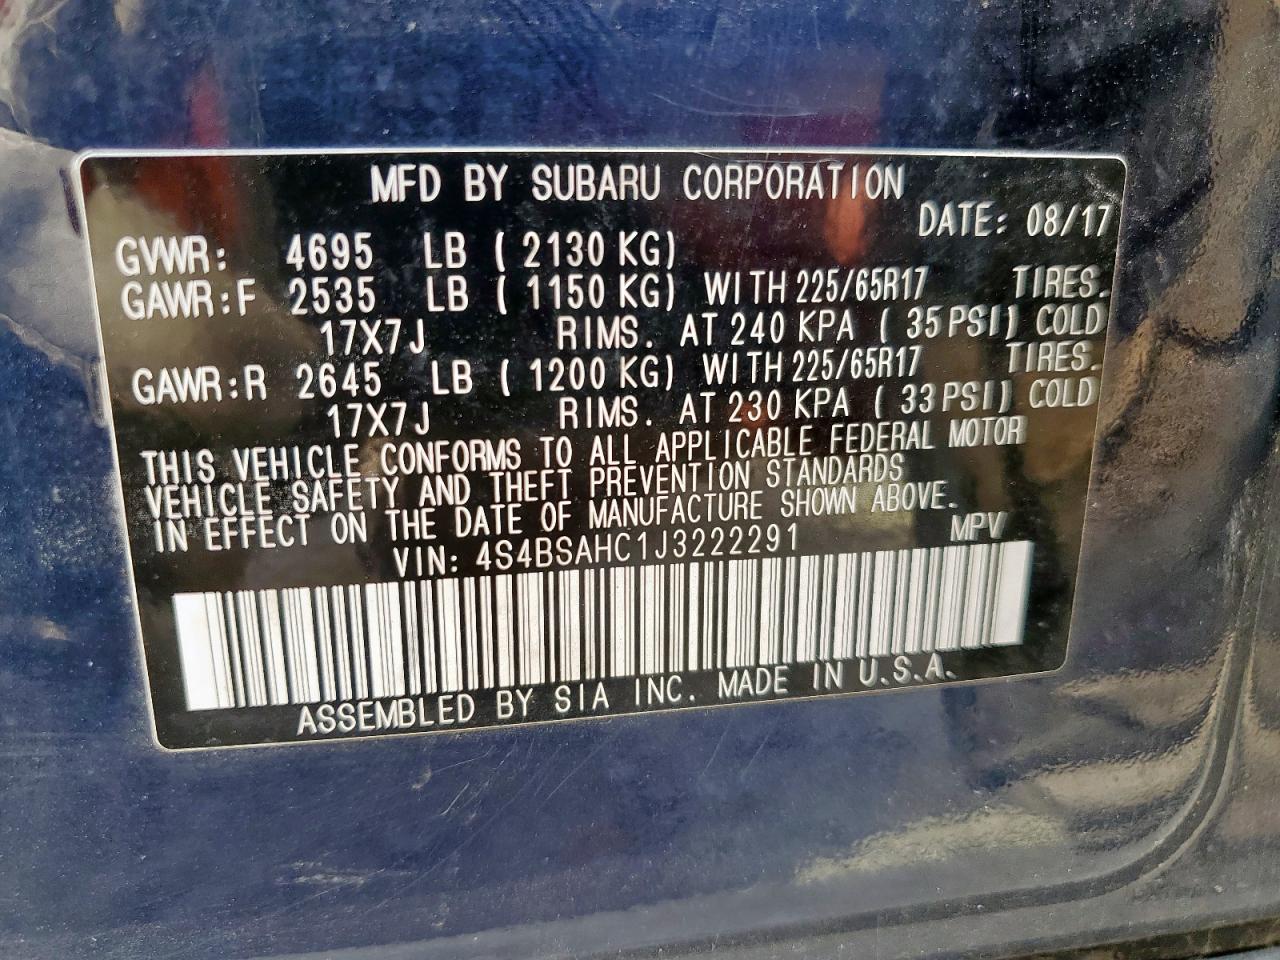 MFD BY SUBARU CORPORATION
DATE: 08/17
GVWR: 4695 LB ( 2130 KG)
GAWR:F 2535 LB ( 1150 KG) WITH 225/65R17 TIRES.
17X7J RIMS. AT 240 KPA ( 35 PSI) COLD
GAWR:R 2645 LB ( 1200 KG) WITH 225/65R17 TIRES.
17X7J RIMS. AT 230 KPA ( 33 PSI) COLD
THIS VEHICLE CONFORMS TO ALL APPLICABLE FEDERAL MOTOR
VEHICLE SAFETY AND THEFT PREVENTION STANDARDS
IN EFFECT ON THE DATE OF MANUFACTURE SHOWN ABOVE.
VIN: 4S4BSAHC1J3222291 MPV
ASSEMBLED BY SIA INC. MADE IN U.S.A.